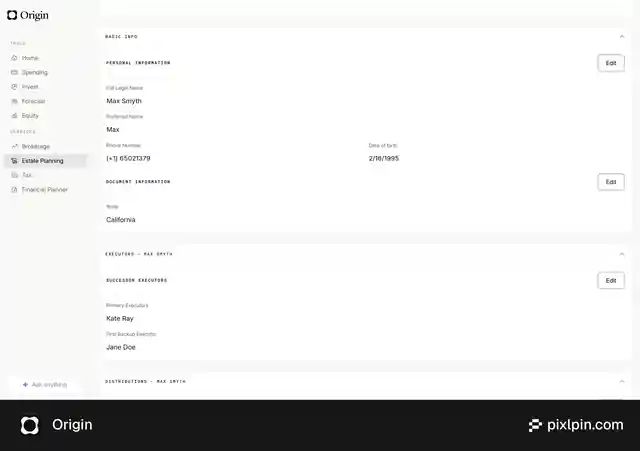 Origin
TOOLS
Home
Spending
Invest
Forecast
Equity
SERVICES
Brokerage
Estate Planning
Tax
Financial Planner
Ask anything
BASIC INFO
PERSONAL INFORMATION
Edit
Full Legal Name
Max Smyth
Preferred Name
Max
Phone Number
Date of birth
(+1) 65021379
2/16/1995
DOCUMENT INFORMATION
Edit
State
California
EXECUTORS - MAX SMYTH
SUCCESSOR EXECUTORS
Edit
Primary Executors
Kate Ray
First Backup Executor
Jane Doe
DISTRIBUTIONS - MAX SMYTH
Origin
pixlpin.com